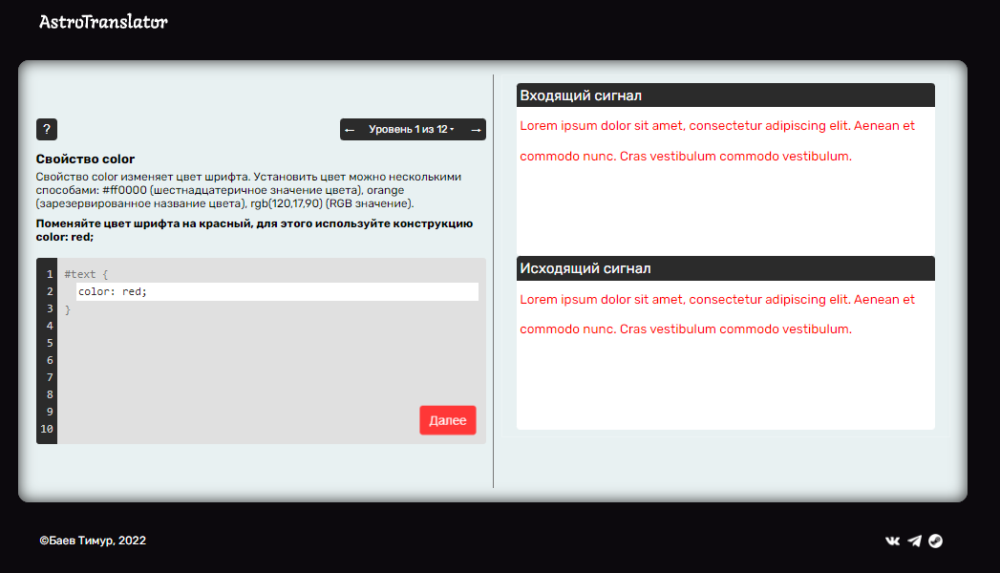 AstroTranslator
?
← Уровень 1 из 12 →
Свойство color
Свойство color изменяет цвет шрифта. Установить цвет можно несколькими
способами: #ff0000 (шестнадцатеричное значение цвета), orange
(зарезервированное название цвета), rgb(120,17,90) (RGB значение).
Поменяйте цвет шрифта на красный, для этого используйте конструкцию
color: red;
1 #text {
2 color: red;
3 }
4
5
6
7
8
9
10
Далее
Входящий сигнал
Lorem ipsum dolor sit amet, consectetur adipiscing elit. Aenean et
commodo nunc. Cras vestibulum commodo vestibulum.
Исходящий сигнал
Lorem ipsum dolor sit amet, consectetur adipiscing elit. Aenean et
commodo nunc. Cras vestibulum commodo vestibulum.
©Баев Тимур, 2022